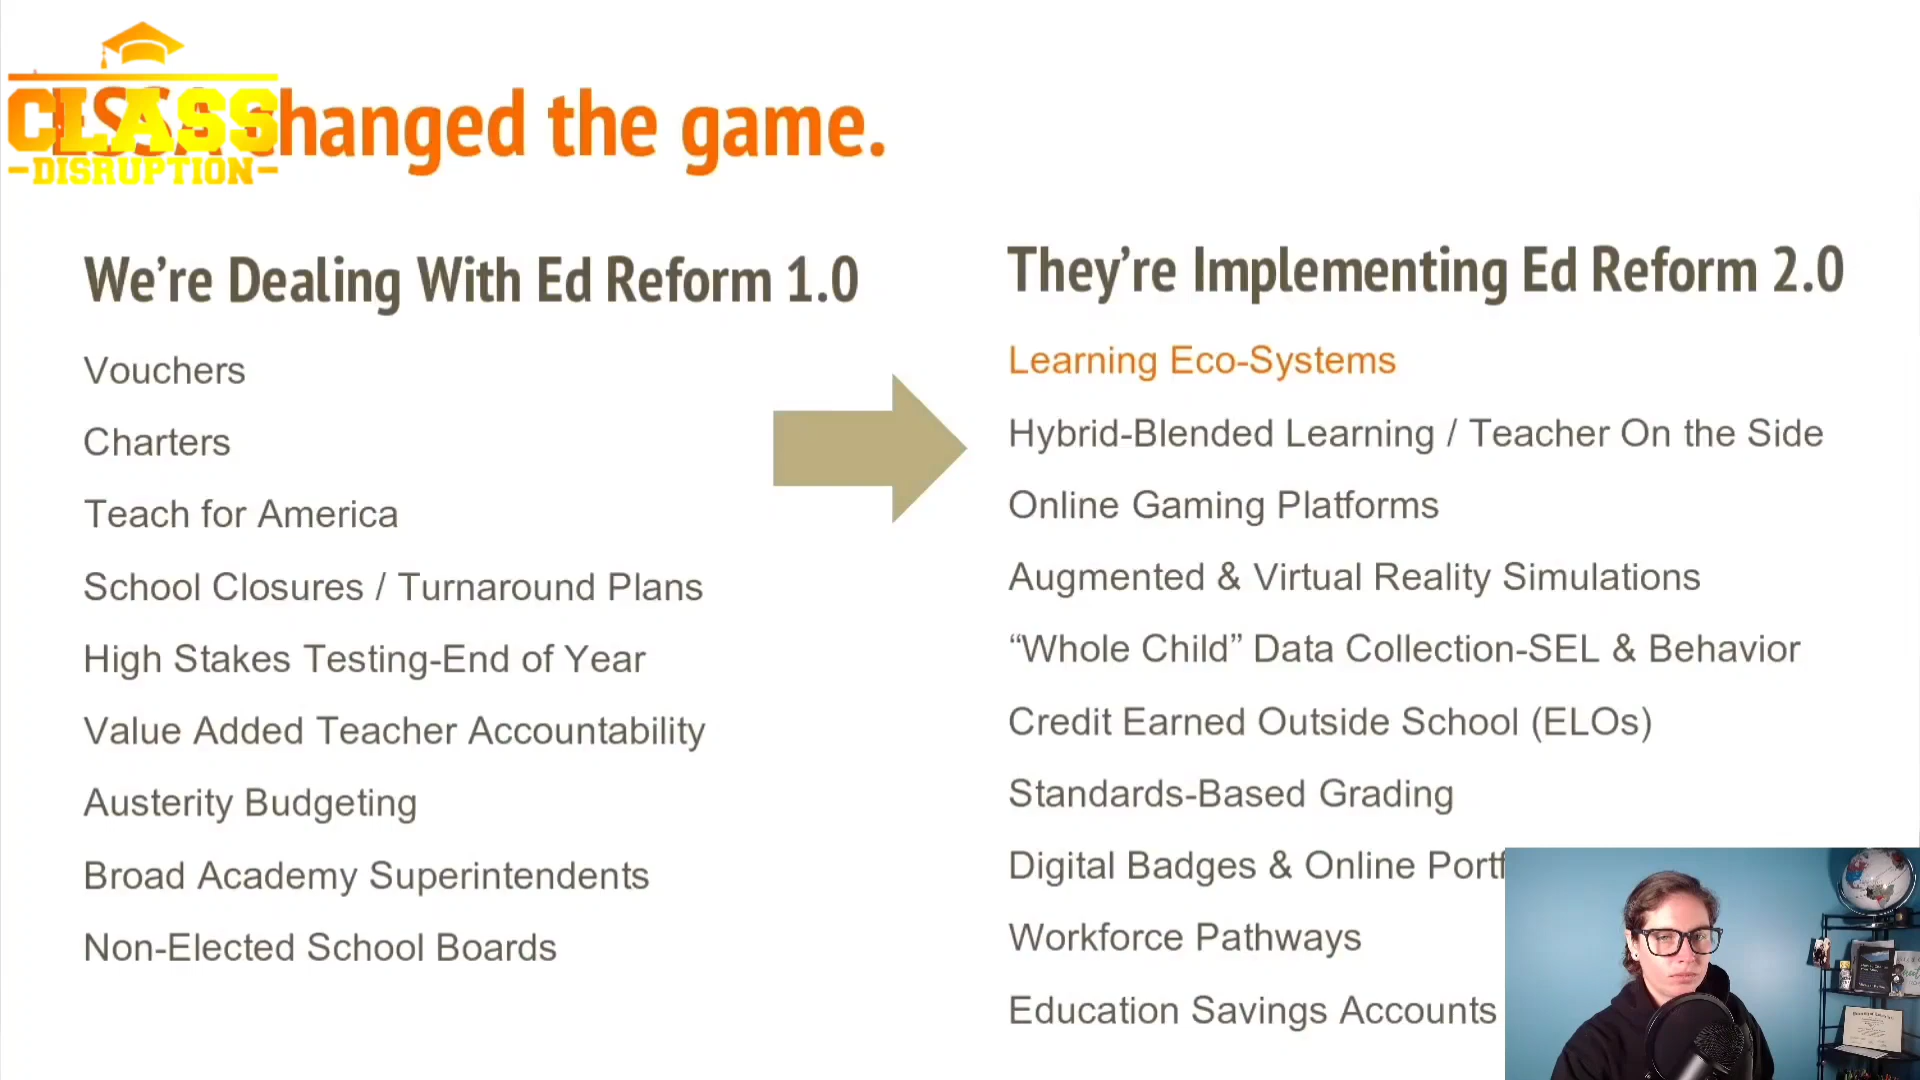 CLASS
-DISRUPTION-
changed the game.
We're Dealing With Ed Reform 1.0
Vouchers
Charters
Teach for America
School Closures / Turnaround Plans
High Stakes Testing-End of Year
Value Added Teacher Accountability
Austerity Budgeting
Broad Academy Superintendents
Non-Elected School Boards
They're Implementing Ed Reform 2.0
Learning Eco-Systems
Hybrid-Blended Learning / Teacher On the Side
Online Gaming Platforms
Augmented & Virtual Reality Simulations
“Whole Child” Data Collection-SEL & Behavior
Credit Earned Outside School (ELOs)
Standards-Based Grading
Digital Badges & Online Portf
Workforce Pathways
Education Savings Accounts